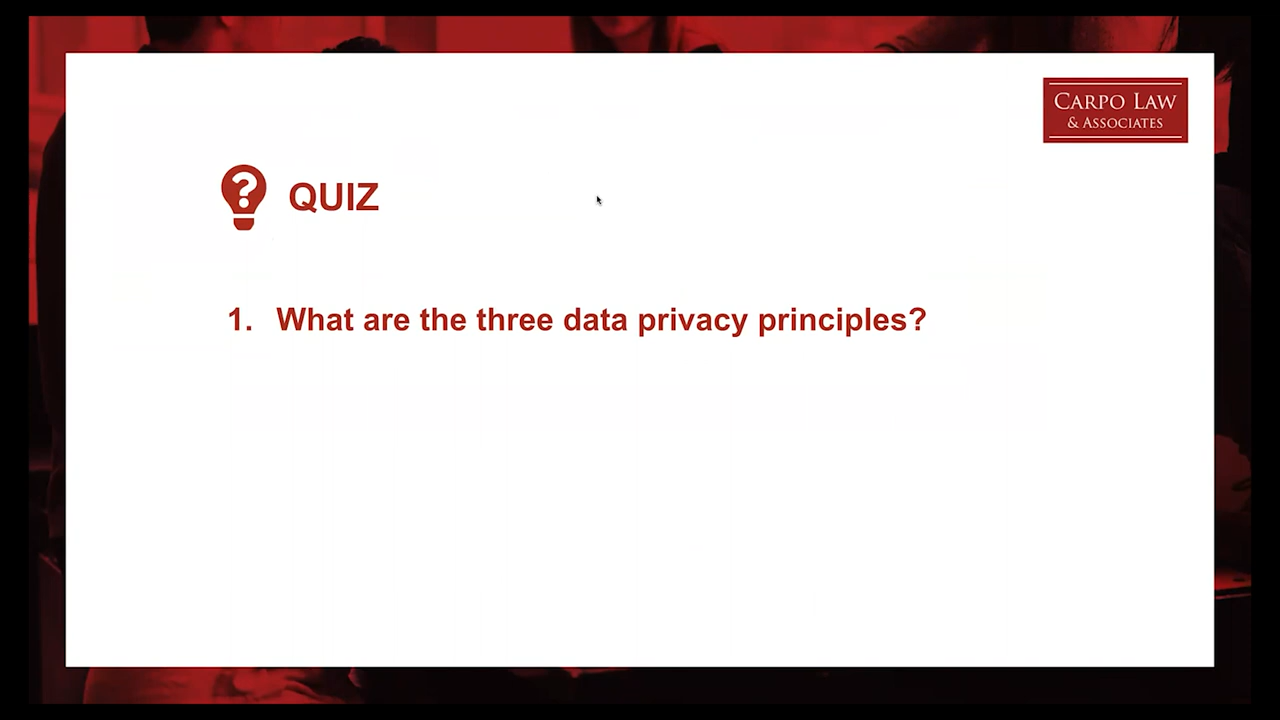 CARPO LAW
& ASSOCIATES
QUIZ
1. What are the three data privacy principles?